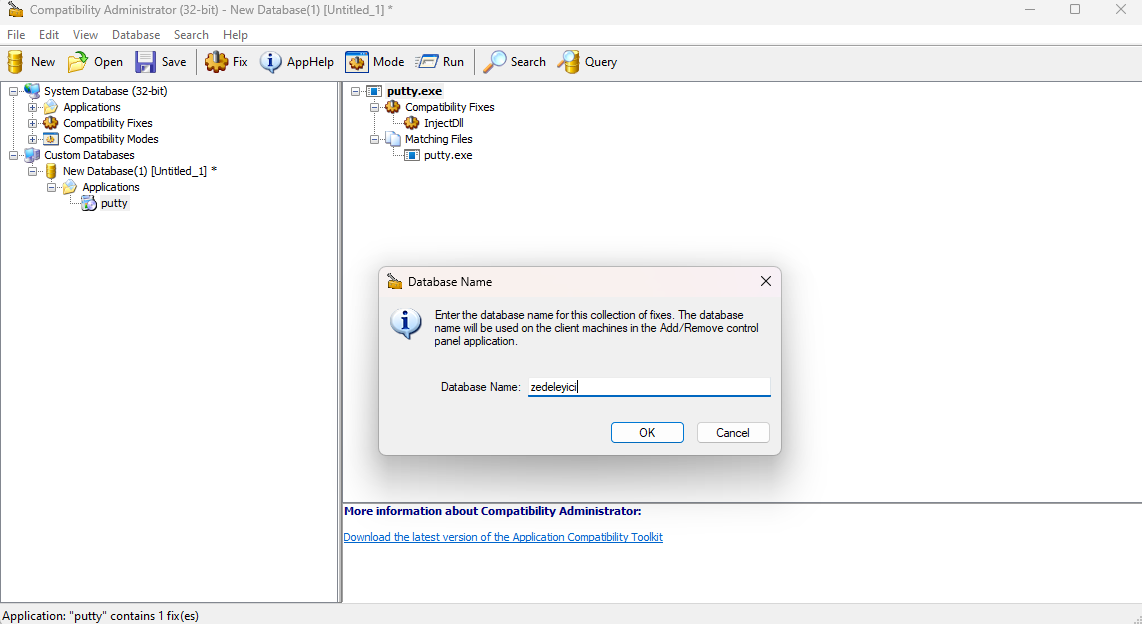 Compatibility Administrator (32-bit) - New Database(1) [Untitled_1] *
File Edit View Database Search Help
New Open Save Fix AppHelp Mode Run Search Query
System Database (32-bit)
Applications
Compatibility Fixes
Compatibility Modes
Custom Databases
New Database(1) [Untitled_1] *
Applications
putty
putty.exe
Compatibility Fixes
InjectDll
Matching Files
putty.exe
Database Name
Enter the database name for this collection of fixes. The database
name will be used on the client machines in the Add/Remove control
panel application.
Database Name: zedeleyici
OK Cancel
More information about Compatibility Administrator:
Download the latest version of the Application Compatibility Toolkit
Application: "putty" contains 1 fix(es)